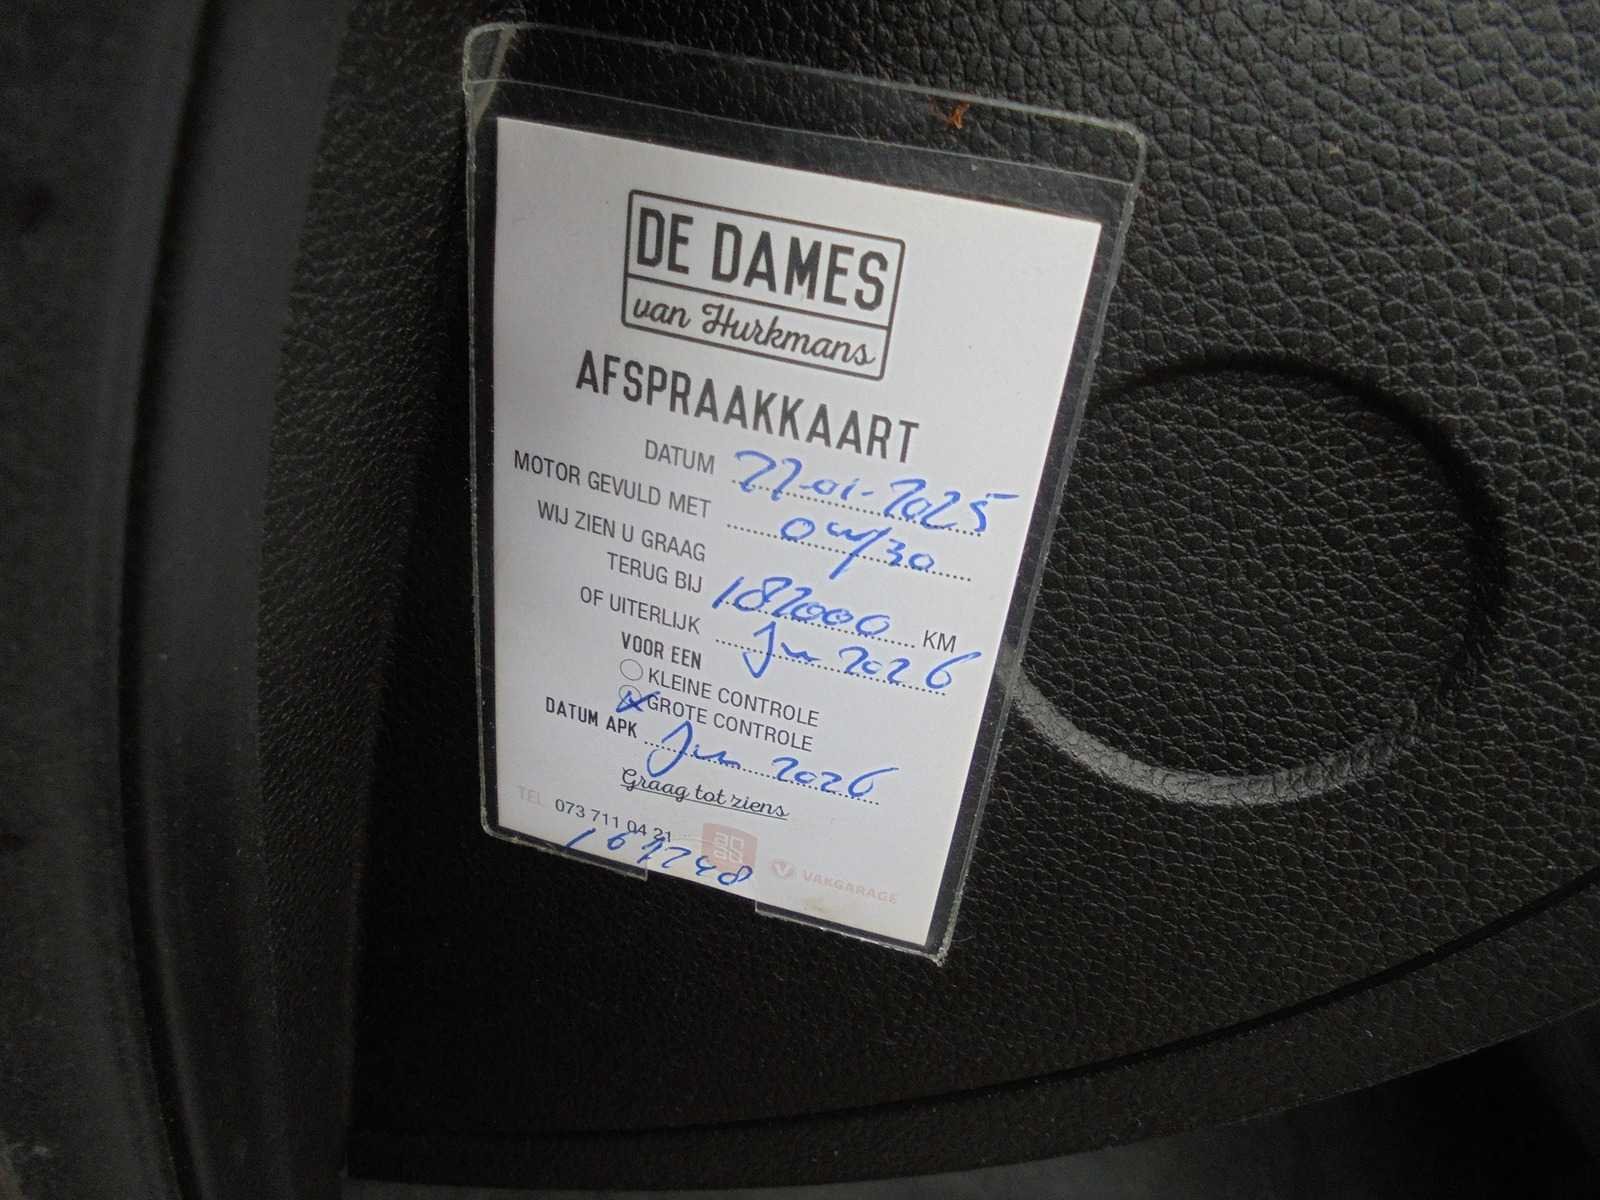 DE DAMES
van Hurkmans
AFSPRAAKKAART
DATUM 22-01-2025
MOTOR GEVULD MET 0w/30
WIJ ZIEN U GRAAG
TERUG BIJ 182000 KM
OF UITERLIJK Jan 2026
VOOR EEN
KLEINE CONTROLE
GROTE CONTROLE
DATUM APK Jan 2026
Graag tot ziens
TEL. 073 711 04 21
VAKGARAGE